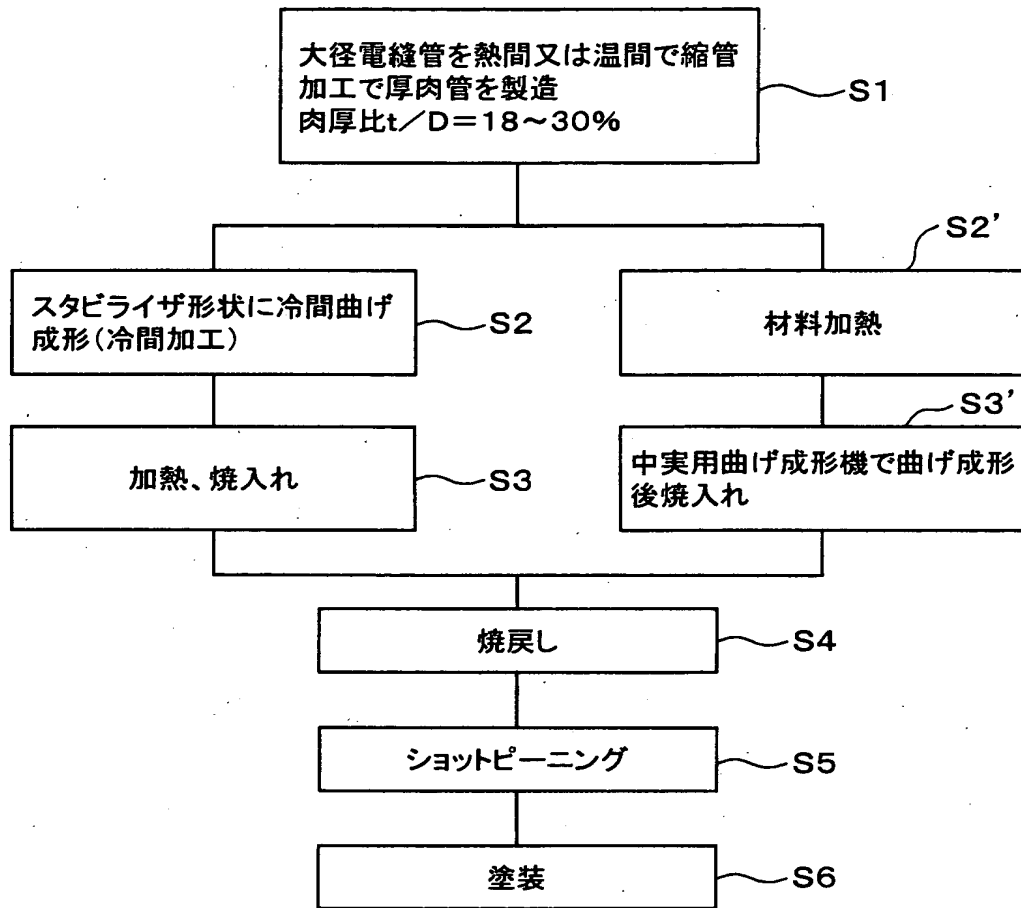 大径電縫管を熱間又は温間で縮管
加工で厚肉管を製造
肉厚比t/D=18~30%
S1
S2'
スタビライザ形状に冷間曲げ
成形(冷間加工)
S2
材料加熱
S3'
加熱、焼入れ
S3
中実用曲げ成形機で曲げ成形
後焼入れ
焼戻し
S4
ショットピーニング
S5
塗装
S6